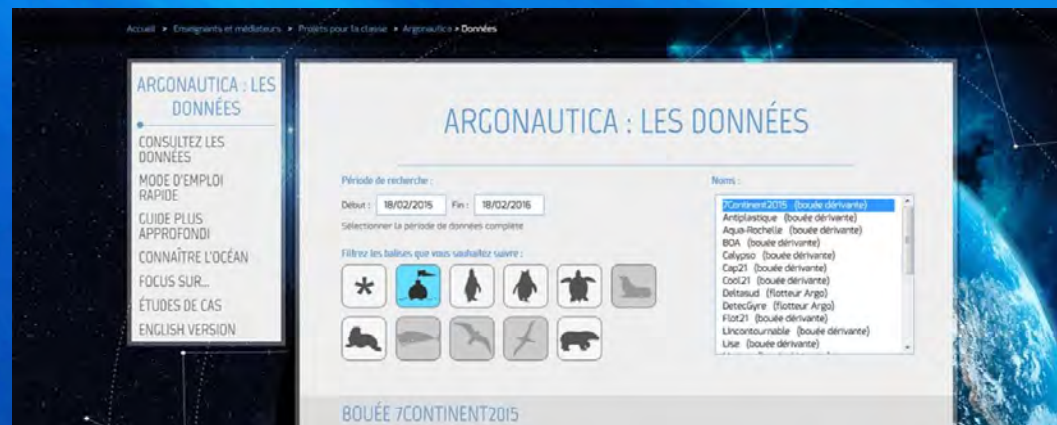 Accueil > Enseignants et médiateurs > Projets pour la classe > Argonautica > Données
ARGONAUTICA : LES
DONNÉES
CONSULTEZ LES
DONNÉES
MODE D'EMPLOI
RAPIDE
GUIDE PLUS
APPROFONDI
CONNAÎTRE L'OCÉAN
FOCUS SUR...
ÉTUDES DE CAS
ENGLISH VERSION
ARGONAUTICA : LES DONNÉES
Période de recherche :
Début : 18/02/2015 Fin : 18/02/2016
Sélectionner la période de données complète
Filtrez les balises que vous souhaitez suivre :
Noms :
7Continent2015 (bouée dérivante)
Antiplastique (bouée dérivante)
Aqua-Rochelle (bouée dérivante)
BOA (bouée dérivante)
Calypso (bouée dérivante)
Cap21 (bouée dérivante)
Cool21 (bouée dérivante)
Deltasud (flotteur Argo)
DetecGyre (flotteur Argo)
Flot21 (bouée dérivante)
LIncontournable (bouée dérivante)
Lise (bouée dérivante)
BOUÉE 7CONTINENT2015